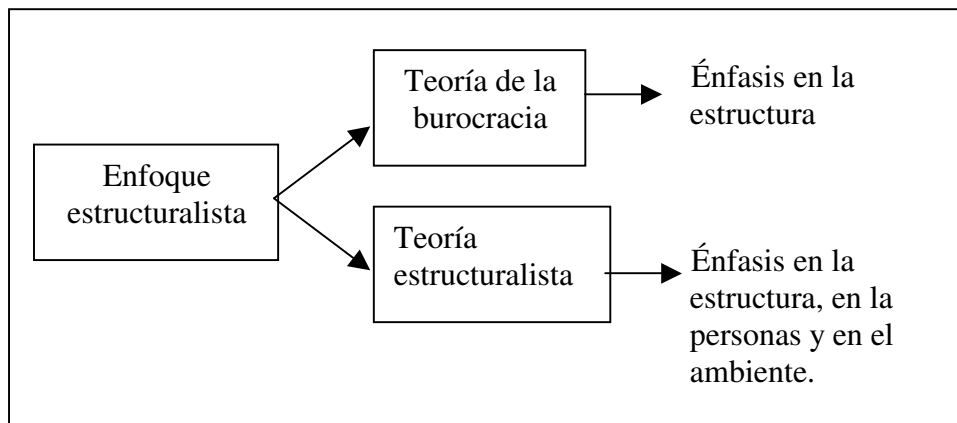 Enfoque
estructuralista
Teoría de la
burocracia
Énfasis en la
estructura
Teoría
estructuralista
Énfasis en la
estructura, en la
personas y en el
ambiente.